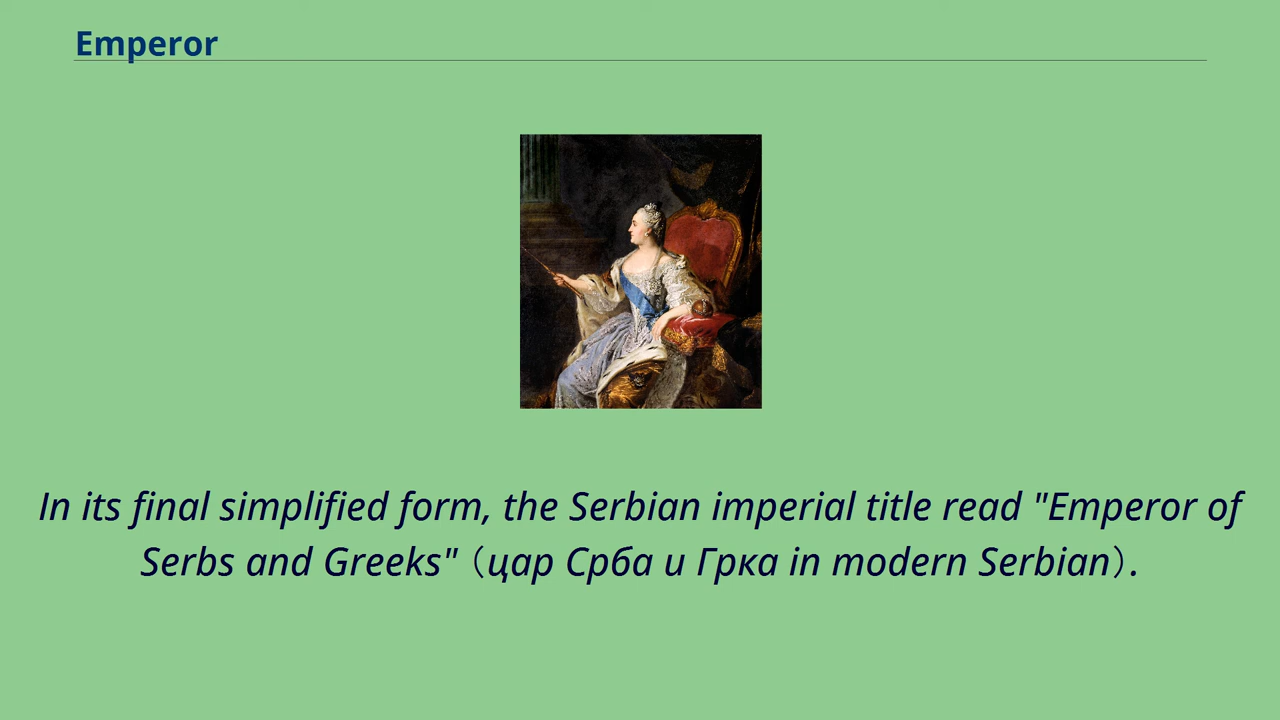 Emperor
In its final simplified form, the Serbian imperial title read "Emperor of
Serbs and Greeks"（цар Срба и Грка in modern Serbian）.